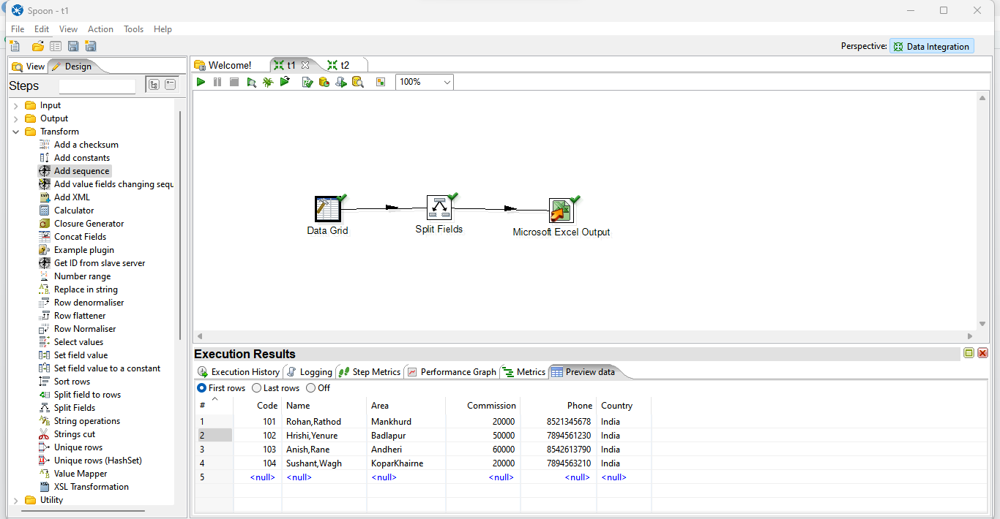 Spoon - t1
File Edit View Action Tools Help
Perspective: Data Integration
View Design
Welcome! t1 t2
Steps
100%
Input
Output
Transform
Add a checksum
Add constants
Add sequence
Add value fields changing sequ
Add XML
Calculator
Closure Generator
Concat Fields
Example plugin
Get ID from slave server
Number range
Replace in string
Row denormaliser
Row flattener
Row Normaliser
Select values
Set field value
Set field value to a constant
Sort rows
Split field to rows
Split Fields
String operations
Strings cut
Unique rows
Unique rows (HashSet)
Value Mapper
XSL Transformation
Utility
Data Grid
Split Fields
Microsoft Excel Output
Execution Results
Execution History Logging Step Metrics Performance Graph Metrics Preview data
First rows Last rows Off
# Code Name Area Commission Phone Country
1 101 Rohan,Rathod Mankhurd 20000 8521345678 India
2 102 Hrishi,Yenure Badlapur 50000 7894561230 India
3 103 Anish,Rane Andheri 60000 8542613790 India
4 104 Sushant,Wagh KoparKhairne 20000 7894563210 India
5 <null> <null> <null> <null> <null> <null>